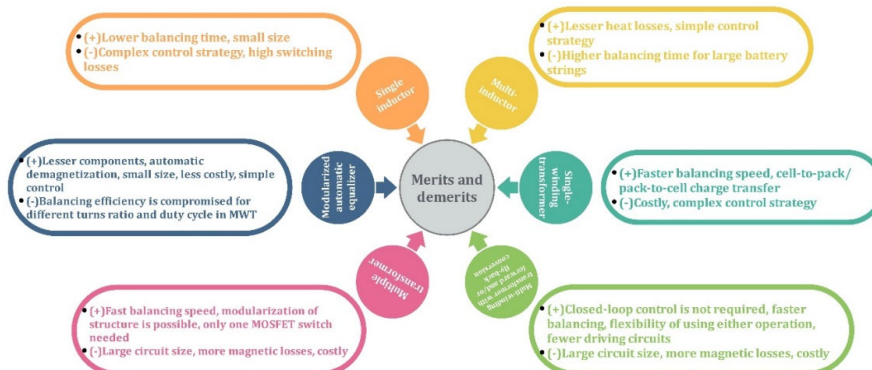 (+)Lower balancing time, small size
(-)Complex control strategy, high switching
losses
Single
inductor
Multi-
inductor
(+)Lesser heat losses, simple control
strategy
(-)Higher balancing time for large battery
strings
(+)Lesser components, automatic
demagnetization, small size, less costly, simple
control
(-)Balancing efficiency is compromised for
different turns ratio and duty cycle in MWT
Modularized
automatic
equalizer
Merits and
demerits
Single-
winding
transformer
(+)Faster balancing speed, cell-to-pack/
pack-to-cell charge transfer
(-)Costly, complex control strategy
(+)Fast balancing speed, modularization of
structure is possible, only one MOSFET switch
needed
(-)Large circuit size, more magnetic losses, costly
Multiple
transformer
Multi-winding
transformer with
forward and/or
fly-back
conversion
(+)Closed-loop control is not required, faster
balancing, flexibility of using either operation,
fewer driving circuits
(-)Large circuit size, more magnetic losses, costly